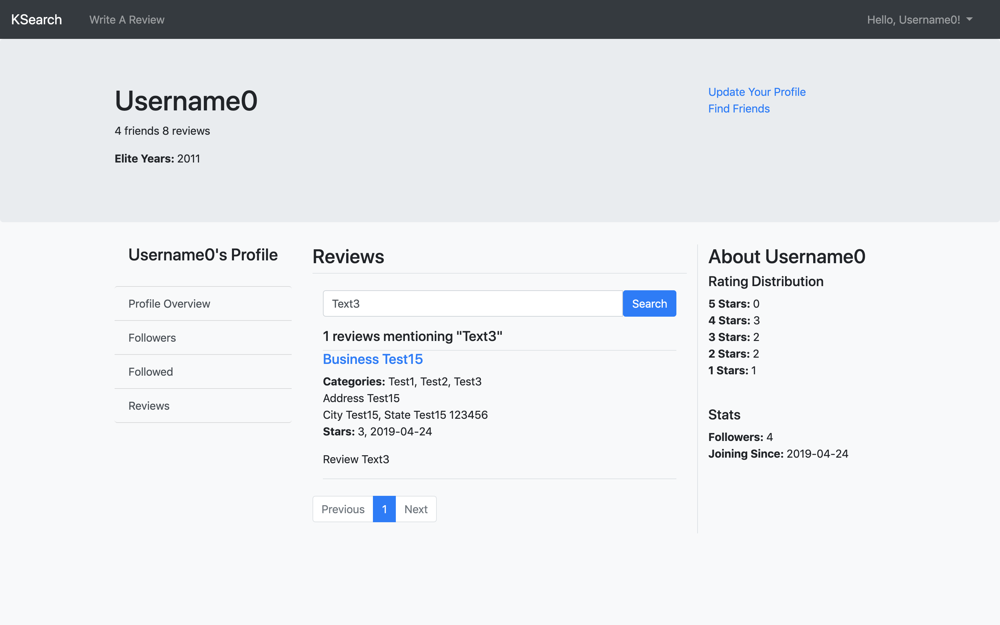 KSearch
Write A Review
Hello, Username0!
Username0
4 friends 8 reviews
Elite Years: 2011
Update Your Profile
Find Friends
Username0's Profile
Profile Overview
Followers
Followed
Reviews
Reviews
Text3
Search
1 reviews mentioning "Text3"
Business Test15
Categories: Test1, Test2, Test3
Address Test15
City Test15, State Test15 123456
Stars: 3, 2019-04-24
Review Text3
Previous
1
Next
About Username0
Rating Distribution
5 Stars: 0
4 Stars: 3
3 Stars: 2
2 Stars: 2
1 Stars: 1
Stats
Followers: 4
Joining Since: 2019-04-24